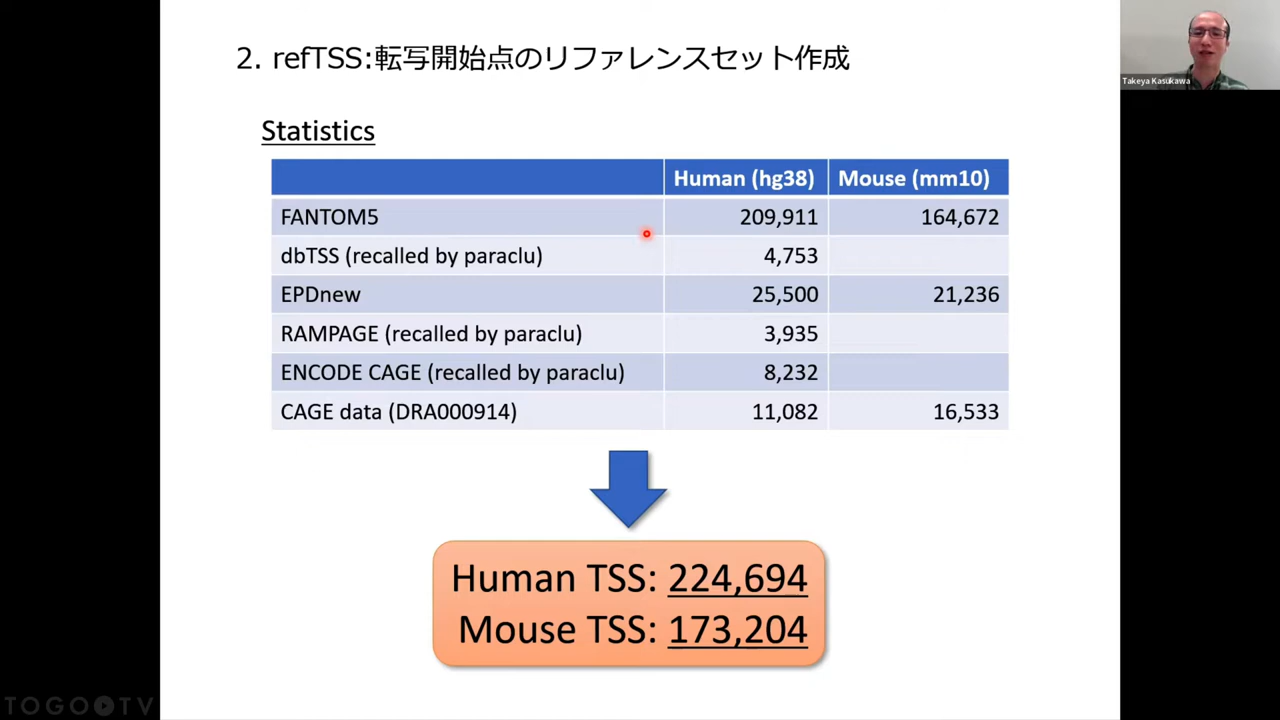 2. refTSS:転写開始点のリファレンスセット作成
Takeya Kasukawa
Statistics
Human (hg38) Mouse (mm10)
FANTOM5 209,911 164,672
dbTSS (recalled by paraclu) 4,753
EPDnew 25,500 21,236
RAMPAGE (recalled by paraclu) 3,935
ENCODE CAGE (recalled by paraclu) 8,232
CAGE data (DRA000914) 11,082 16,533
Human TSS: 224,694
Mouse TSS: 173,204
TOGO TV